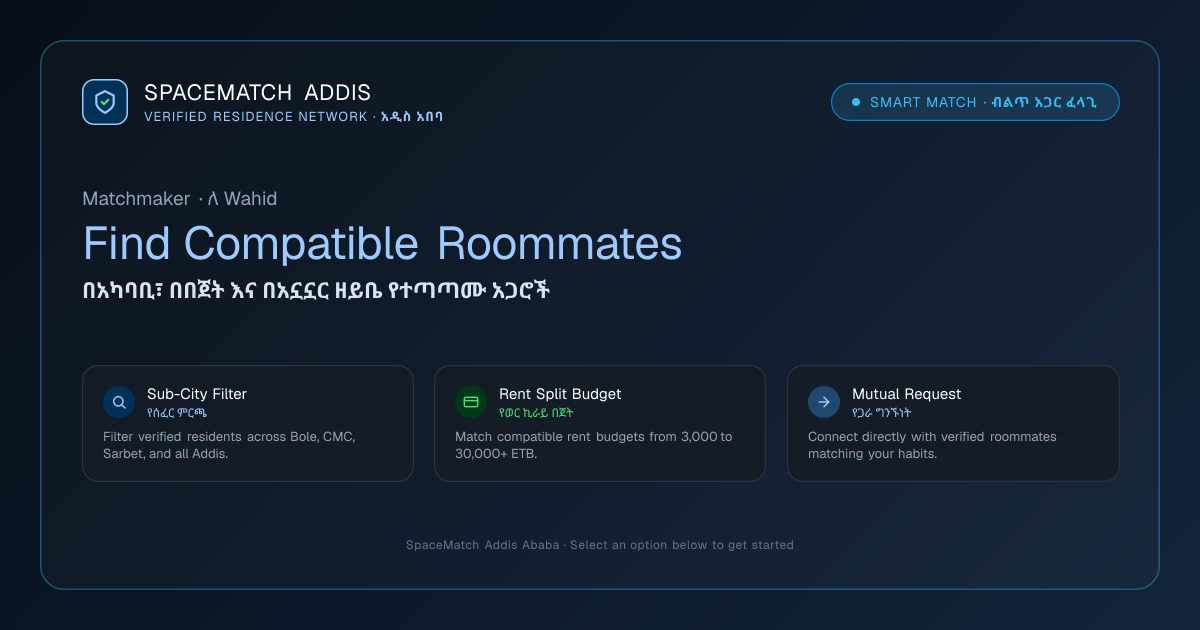 SPACEMATCH ADDIS
VERIFIED RESIDENCE NETWORK · አዲስ አበባ
SMART MATCH · ብልጥ አጋር ፈላጊ
Matchmaker · ለ Wahid
Find Compatible Roommates
በአካባቢ፣ በበጀት እና በአኗኗር ዘይቤ የተጣጣሙ አጋሮች
Sub-City Filter
የሰፈር ምርጫ
Filter verified residents across Bole, CMC,
Sarbet, and all Addis.
Rent Split Budget
የወር ኪራይ በጀት
Match compatible rent budgets from 3,000 to
30,000+ ETB.
Mutual Request
የጋራ ግንኙነት
Connect directly with verified roommates
matching your habits.
SpaceMatch Addis Ababa · Select an option below to get started